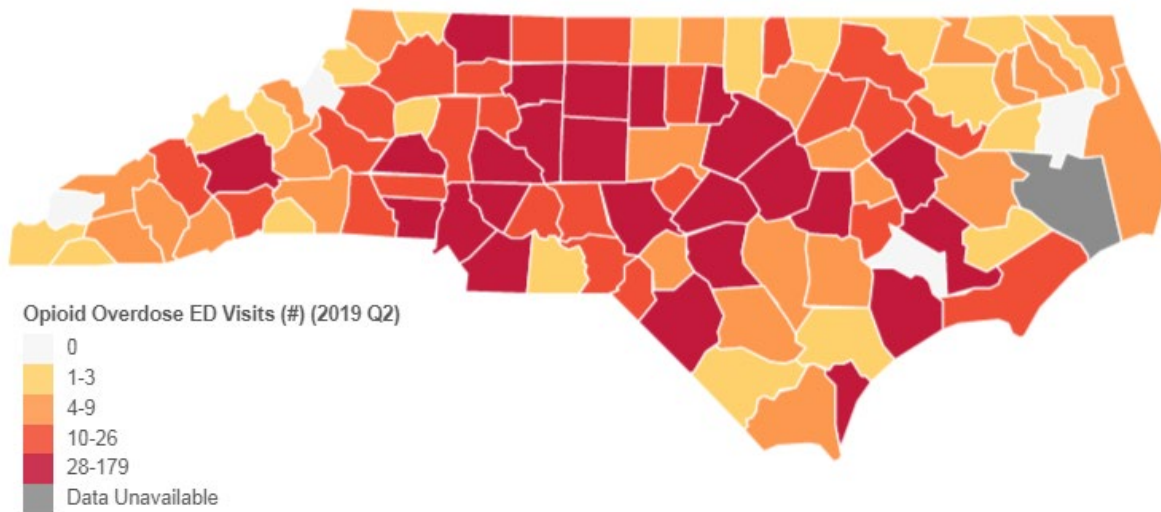 Opioid Overdose ED Visits (#) (2019 Q2)
0
1-3
4-9
10-26
28-179
Data Unavailable